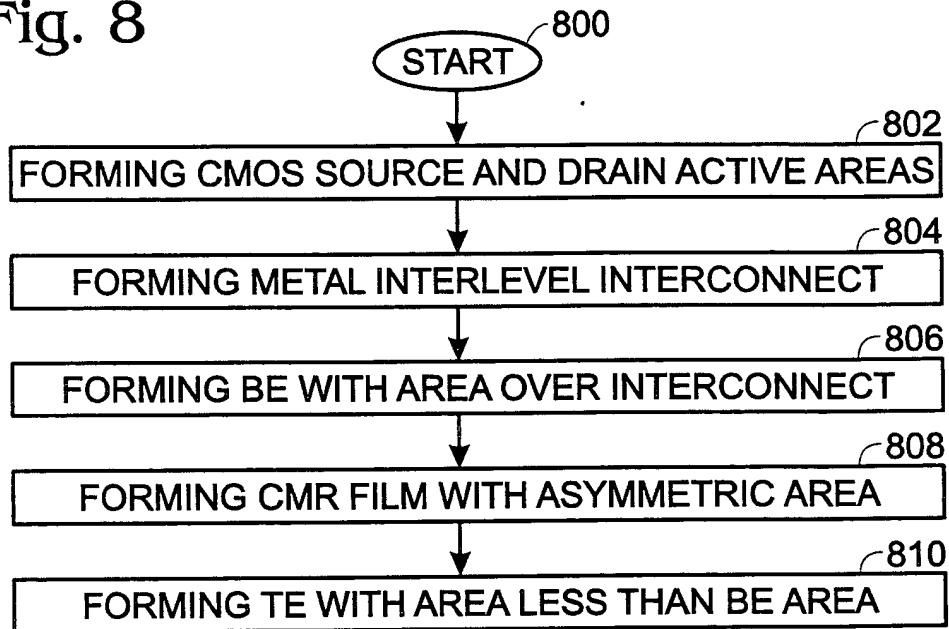 Fig. 8
800
START
802
FORMING CMOS SOURCE AND DRAIN ACTIVE AREAS
804
FORMING METAL INTERLEVEL INTERCONNECT
806
FORMING BE WITH AREA OVER INTERCONNECT
808
FORMING CMR FILM WITH ASYMMETRIC AREA
810
FORMING TE WITH AREA LESS THAN BE AREA